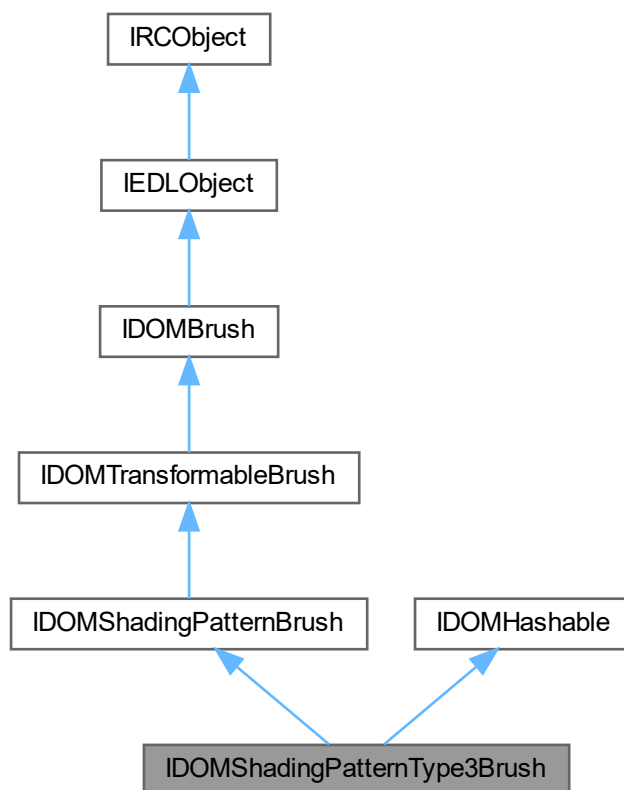 IRCObject
IEDLObject
IDOMBrush
IDOMTransformableBrush
IDOMShadingPatternBrush
IDOMHashable
IDOMShadingPatternType3Brush